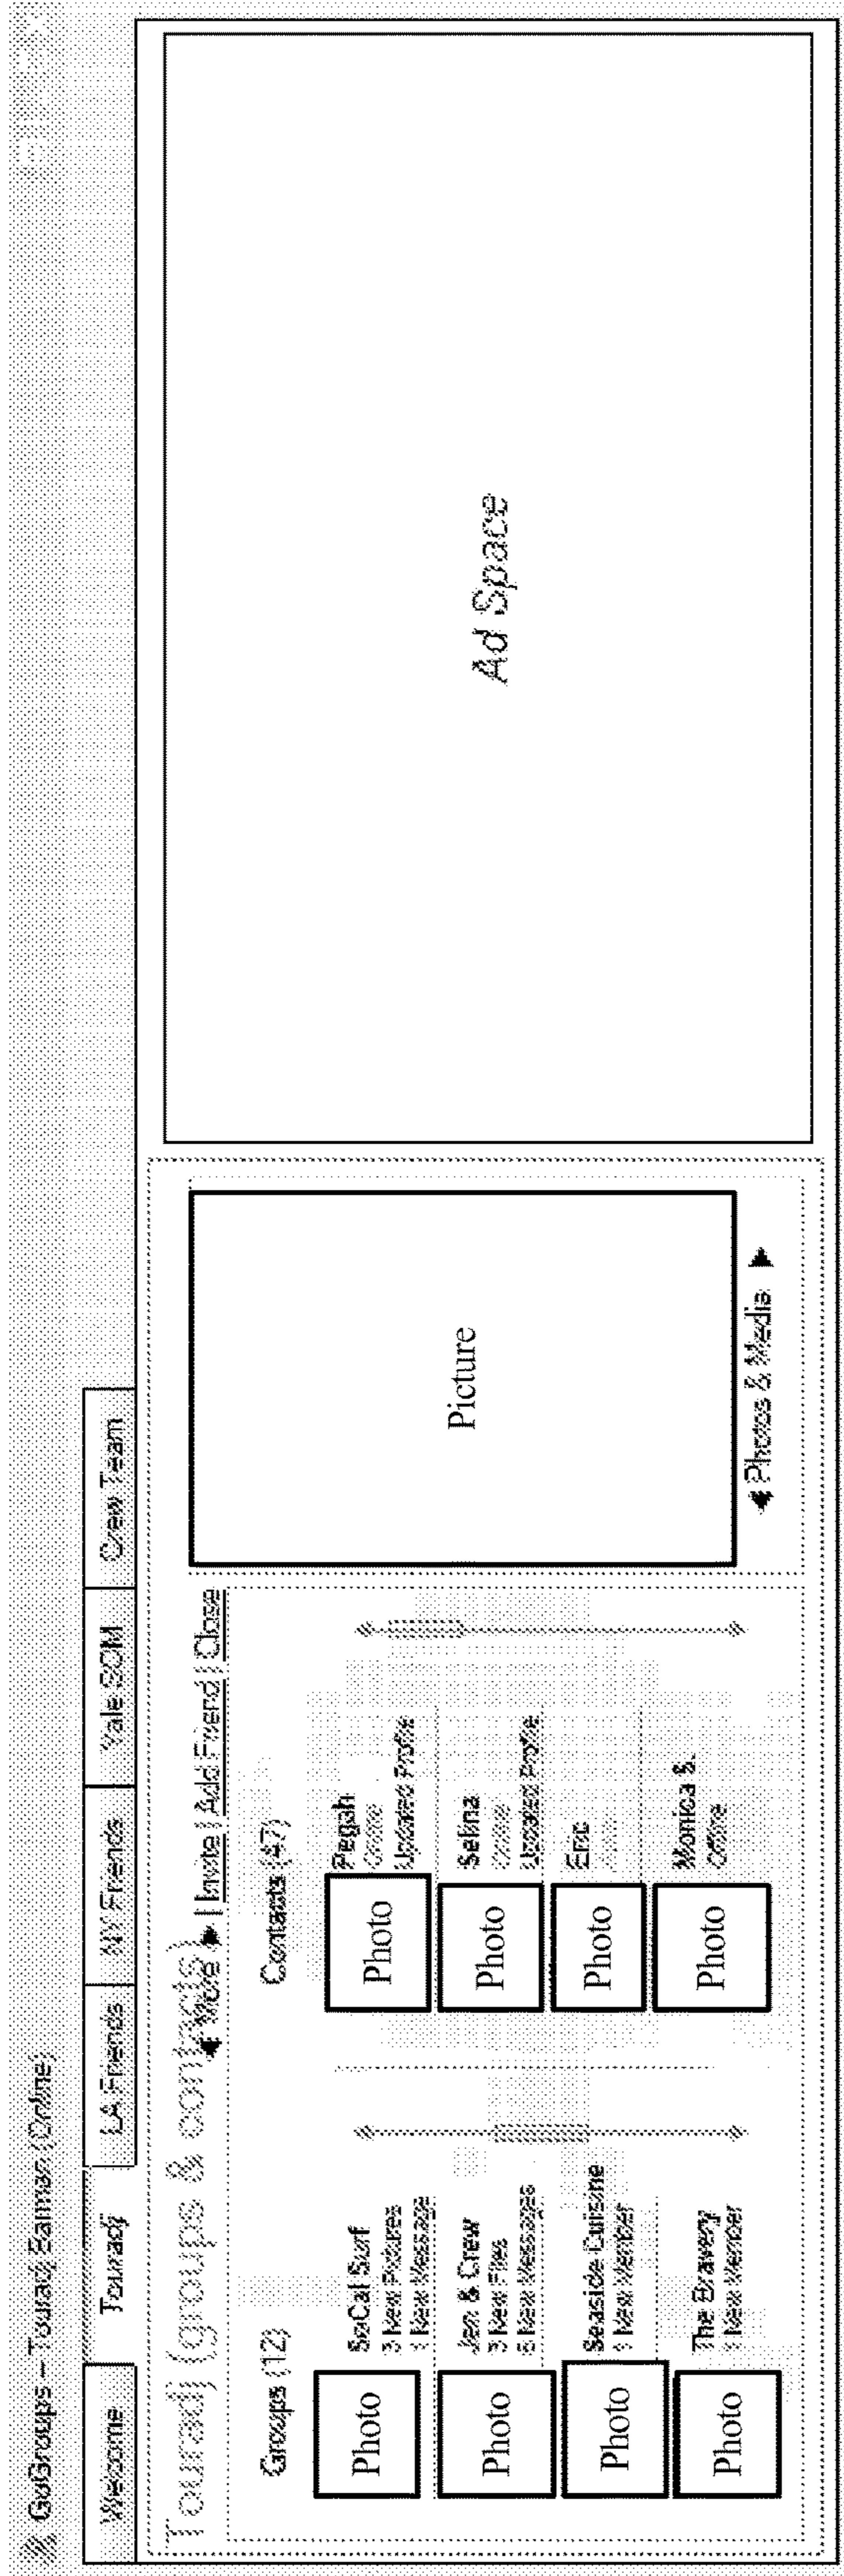 GoGroups – Touradj Barman (Online)
Welcome
Touradj
LA Friends
NY Friends
Yale SOM
Crew Team
Touradj (groups & contacts)
◀ More ▶ | Invite | Add Friend | Close
Groups (12)
Photo
SoCal Surf
3 New Pictures
1 New Message
Photo
Jen & Crew
3 New Files
8 New Messages
Photo
Seaside Cuisine
1 New Member
Photo
The Bravery
1 New Member
Contacts (47)
Photo
Pegah
Online
Updated Profile
Photo
Selina
Online
Updated Profile
Photo
Eric
Photo
Monica B.
Offline
Picture
◀ Photos & Media ▶
Ad Space